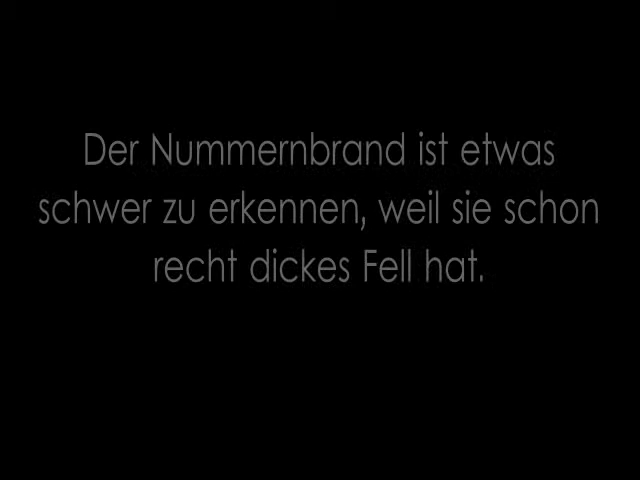 Der Nummernbrand ist etwas
schwer zu erkennen, weil sie schon
recht dickes Fell hat.